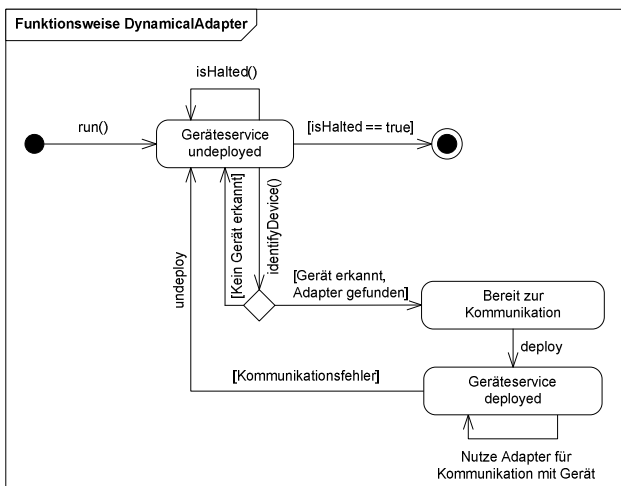 Funktionsweise DynamicalAdapter
isHalted()
run()
Geräteservice
undeployed
[isHalted == true]
[Kein Gerät erkannt]
identifyDevice()
undeploy
[Gerät erkannt,
Adapter gefunden]
Bereit zur
Kommunikation
deploy
[Kommunikationsfehler]
Geräteservice
deployed
Nutze Adapter für
Kommunikation mit Gerät